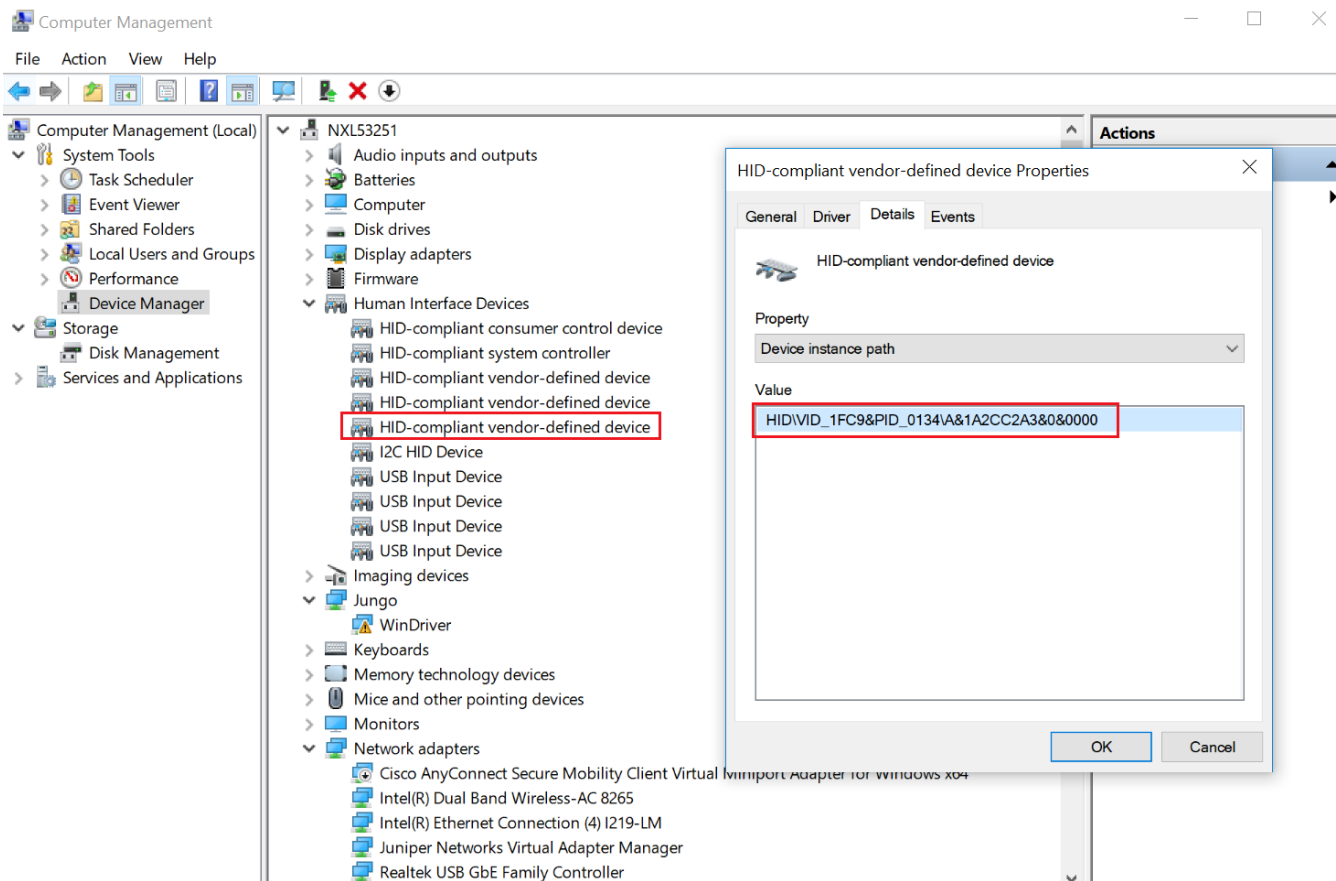 Computer Management
File Action View Help
Computer Management (Local)
System Tools
Task Scheduler
Event Viewer
Shared Folders
Local Users and Groups
Performance
Device Manager
Storage
Disk Management
Services and Applications
NXL53251
Audio inputs and outputs
Batteries
Computer
Disk drives
Display adapters
Firmware
Human Interface Devices
HID-compliant consumer control device
HID-compliant system controller
HID-compliant vendor-defined device
HID-compliant vendor-defined device
HID-compliant vendor-defined device
I2C HID Device
USB Input Device
USB Input Device
USB Input Device
USB Input Device
Imaging devices
Jungo
WinDriver
Keyboards
Memory technology devices
Mice and other pointing devices
Monitors
Network adapters
Cisco AnyConnect Secure Mobility Client Virtual Miniport Adapter for Windows x64
Intel(R) Dual Band Wireless-AC 8265
Intel(R) Ethernet Connection (4) I219-LM
Juniper Networks Virtual Adapter Manager
Realtek USB GbE Family Controller
Actions
HID-compliant vendor-defined device Properties
General Driver Details Events
HID-compliant vendor-defined device
Property
Device instance path
Value
HID\VID_1FC9&PID_0134\A&1A2CC2A3&0&0000
OK Cancel